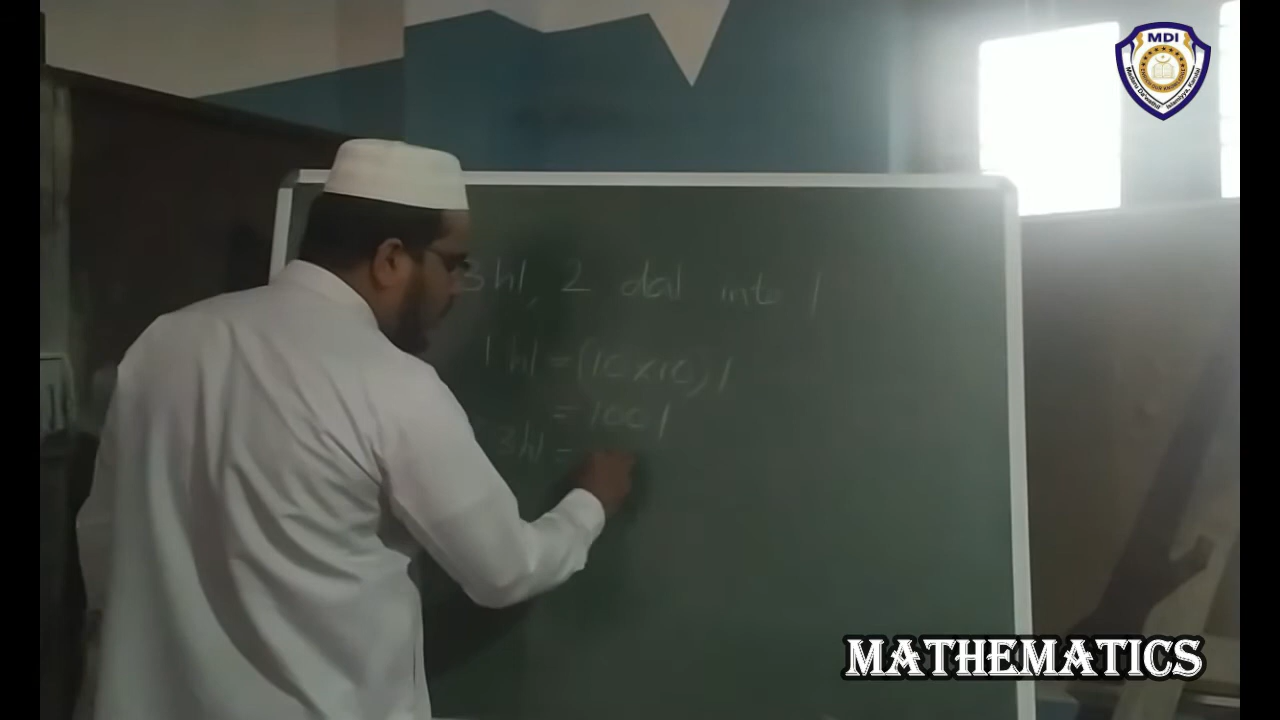 MDI
3 hl, 2 dal into l
1 hl = (10 × 10) l
= 100 l
3 hl =
MATHEMATICS